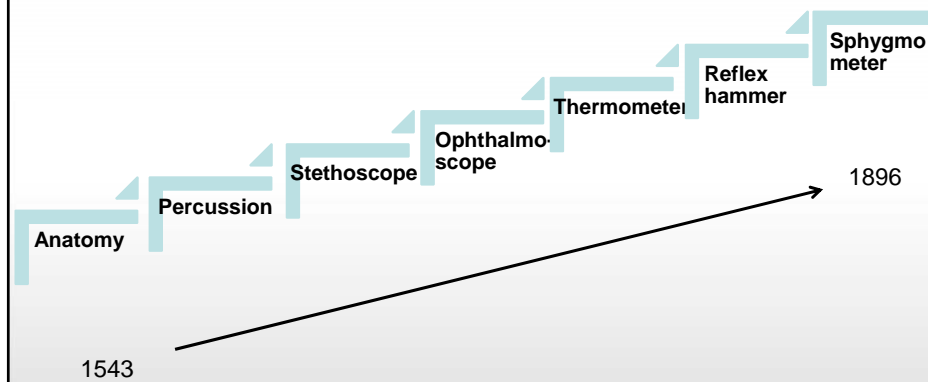 Anatomy
Percussion
Stethoscope
Ophthalmo-
scope
Thermometer
Reflex
hammer
Sphygmo
meter
1543
1896